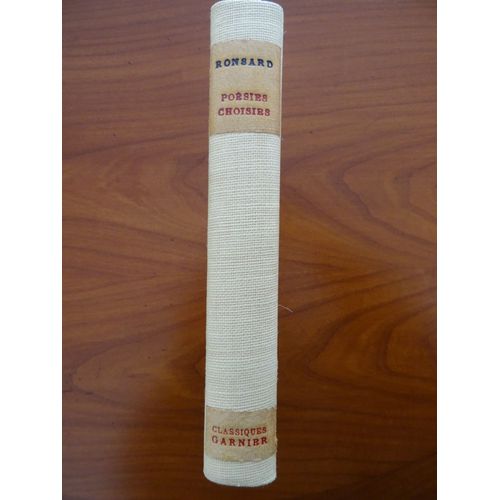 RONSARD
POÉSIES
CHOISIES
CLASSIQUES
GARNIER